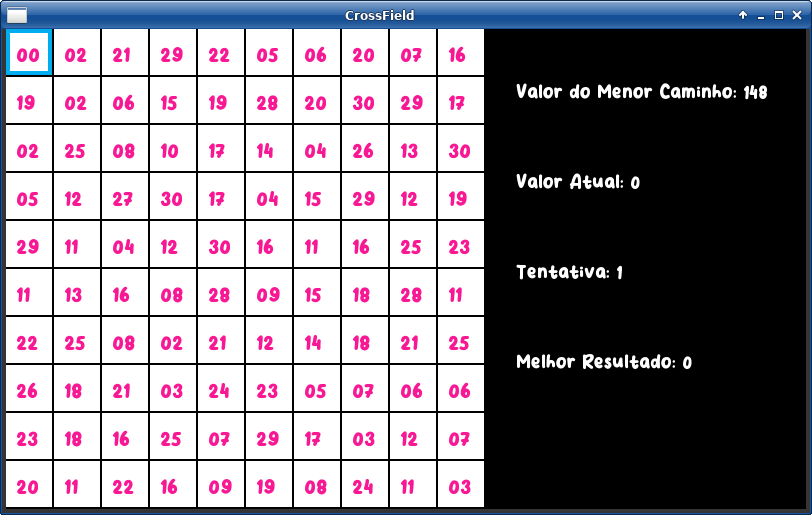 CrossField
00 02 21 29 22 05 06 20 07 16
19 02 06 15 19 28 20 30 29 17
02 25 08 10 17 14 04 26 13 30
05 12 27 30 17 04 15 29 12 19
29 11 04 12 30 16 11 16 25 23
11 13 16 08 28 09 15 18 28 11
22 25 08 02 21 12 14 18 21 25
26 18 21 03 24 23 05 07 06 06
23 18 16 25 07 29 17 03 12 07
20 11 22 16 09 19 08 24 11 03
Valor do Menor Caminho: 148
Valor Atual: 0
Tentativa: 1
Melhor Resultado: 0